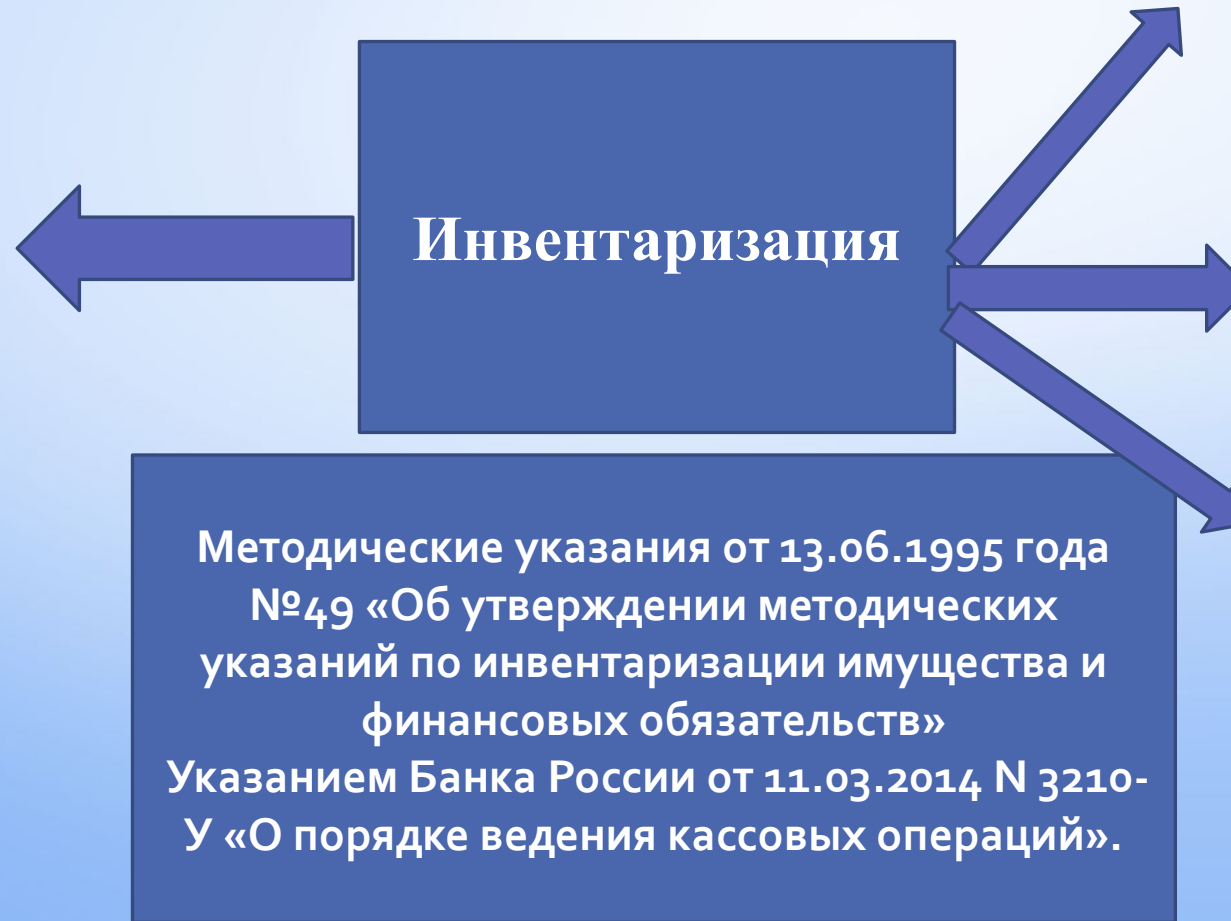 Инвентаризация
Методические указания от 13.06.1995 года
№49 «Об утверждении методических
указаний по инвентаризации имущества и
финансовых обязательств»
Указанием Банка России от 11.03.2014 N 3210-
У «О порядке ведения кассовых операций».